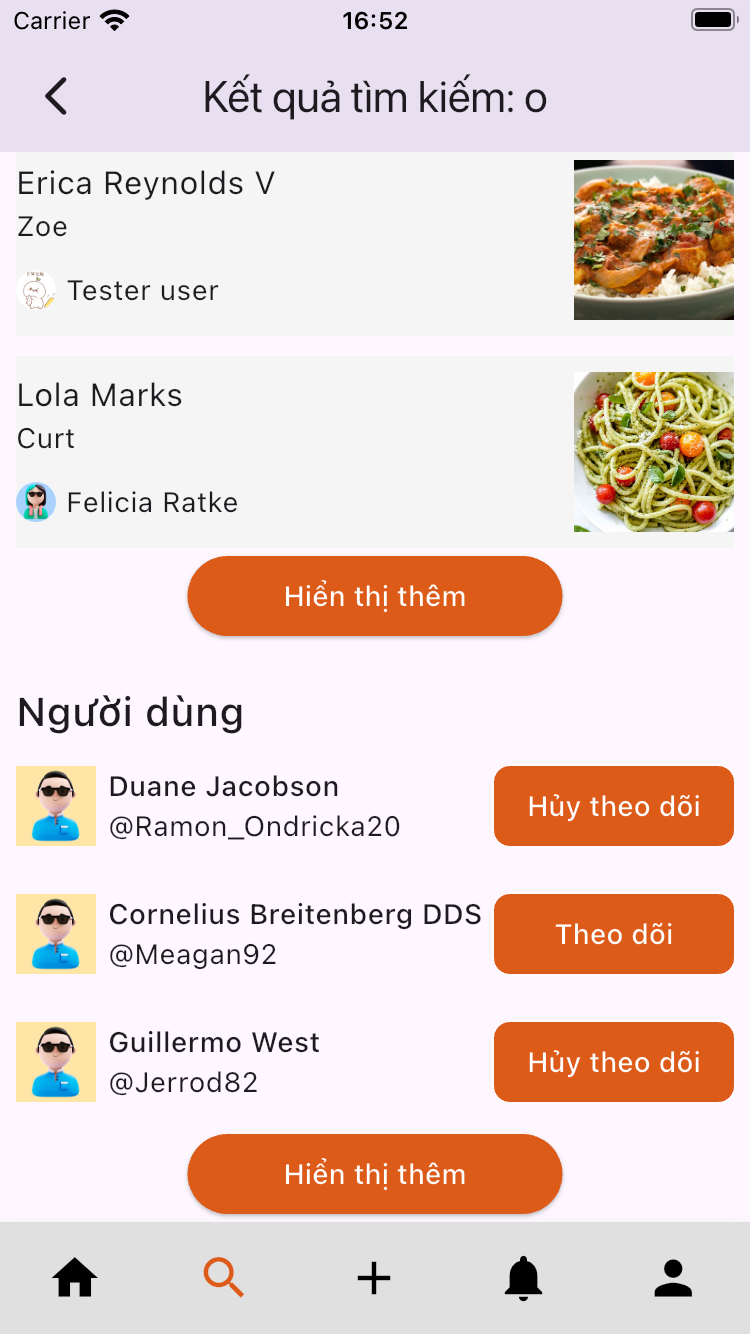 Carrier 16:52
Kết quả tìm kiếm: o
Erica Reynolds V
Zoe
Tester user
Lola Marks
Curt
Felicia Ratke
Hiển thị thêm
Người dùng
Duane Jacobson
@Ramon_Ondricka20
Hủy theo dõi
Cornelius Breitenberg DDS
@Meagan92
Theo dõi
Guillermo West
@Jerrod82
Hủy theo dõi
Hiển thị thêm